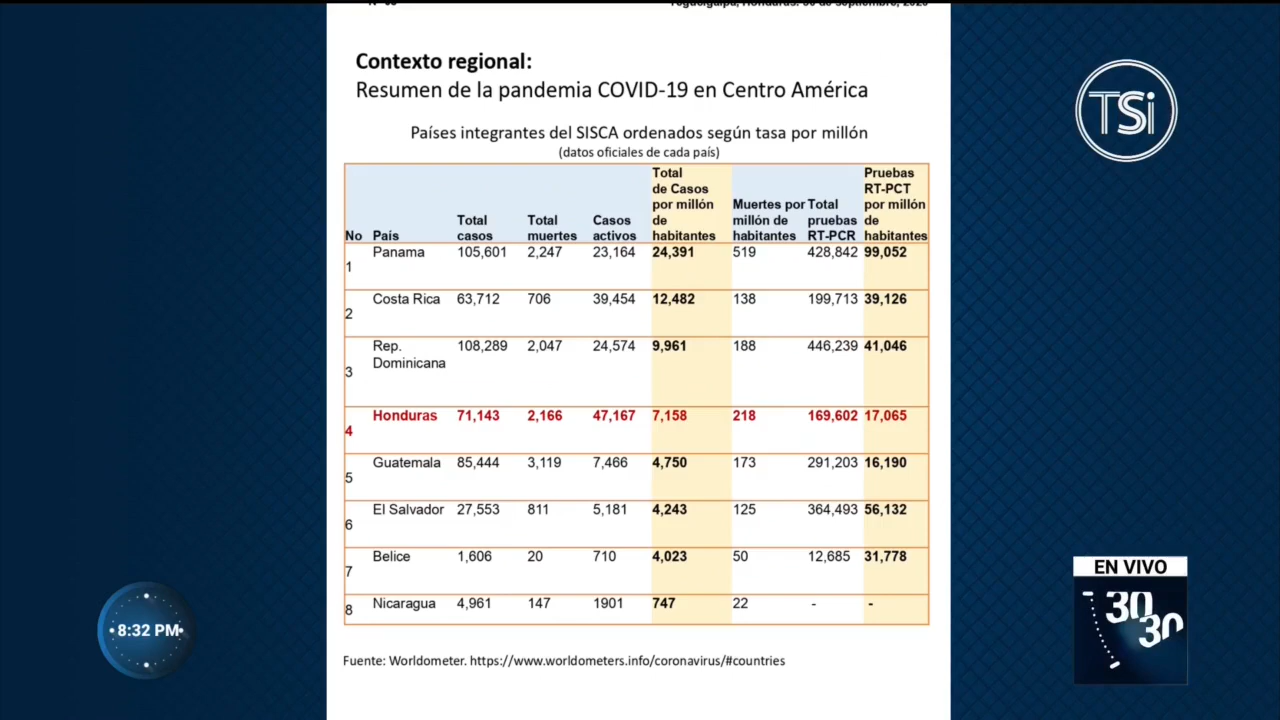 Contexto regional:
Resumen de la pandemia COVID-19 en Centro América
Países integrantes del SISCA ordenados según tasa por millón
(datos oficiales de cada país)
No País Total casos Total muertes Casos activos Total de Casos por millón de habitantes Muertes por millón de habitantes Total pruebas RT-PCR Pruebas RT-PCT por millón de habitantes
1 Panama 105,601 2,247 23,164 24,391 519 428,842 99,052
2 Costa Rica 63,712 706 39,454 12,482 138 199,713 39,126
3 Rep. Dominicana 108,289 2,047 24,574 9,961 188 446,239 41,046
4 Honduras 71,143 2,166 47,167 7,158 218 169,602 17,065
5 Guatemala 85,444 3,119 7,466 4,750 173 291,203 16,190
6 El Salvador 27,553 811 5,181 4,243 125 364,493 56,132
7 Belice 1,606 20 710 4,023 50 12,685 31,778
8 Nicaragua 4,961 147 1901 747 22 - -
Fuente: Worldometer. https://www.worldometers.info/coronavirus/#countries
TSi
8:32 PM
EN VIVO
30
30